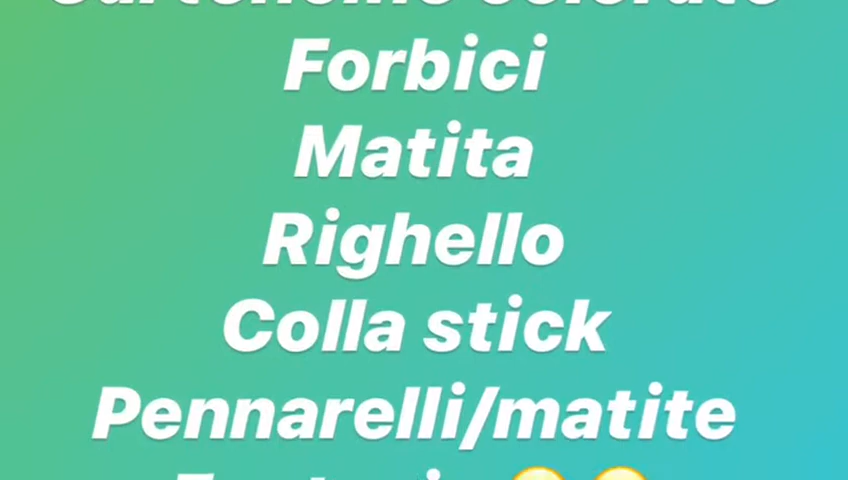 Forbici
Matita
Righello
Colla stick
Pennarelli/matite